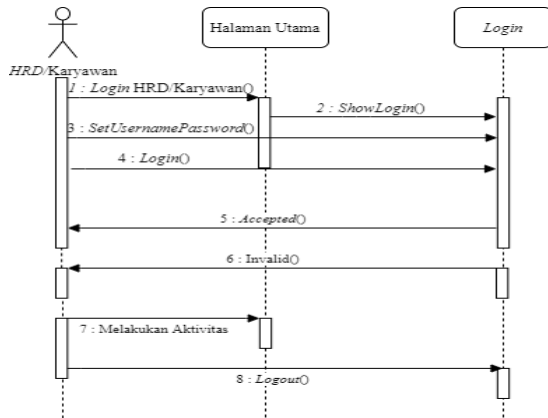 Halaman Utama
Login
HRD/Karyawan
1 : Login HRD/Karyawan()
2 : ShowLogin()
3 : SetUsernamePassword()
4 : Login()
5 : Accepted()
6 : Invalid()
7 : Melakukan Aktivitas
8 : Logout()